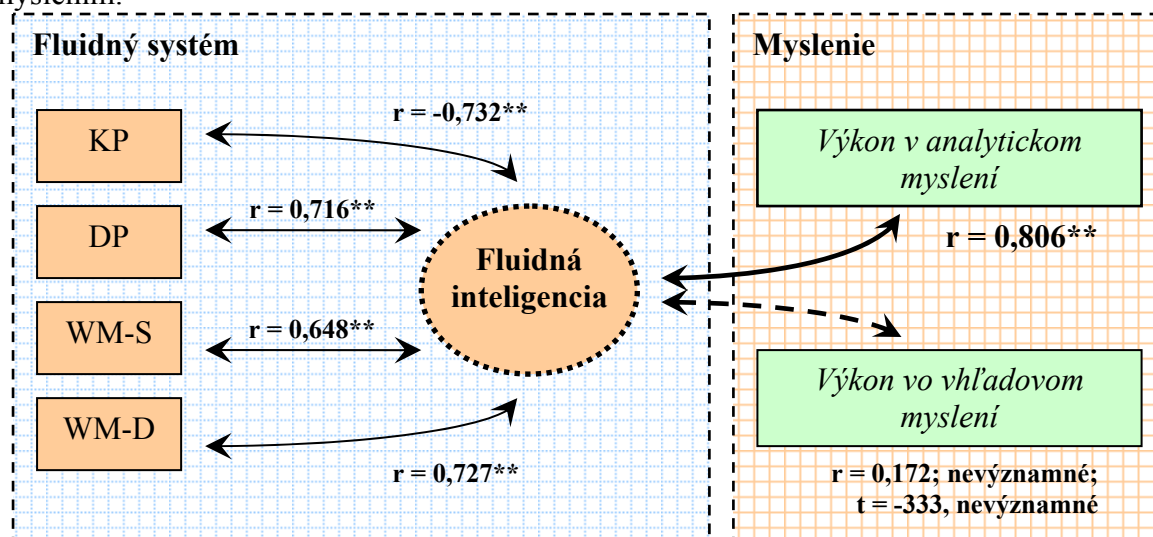 Fluidný systém
KP
DP
WM-S
WM-D
r = -0,732**
r = 0,716**
r = 0,648**
r = 0,727**
Fluidná
inteligencia
Myslenie
Výkon v analytickom
myslení
r = 0,806**
Výkon vo vhľadovom
myslení
r = 0,172; nevýznamné;
t = -333, nevýznamné